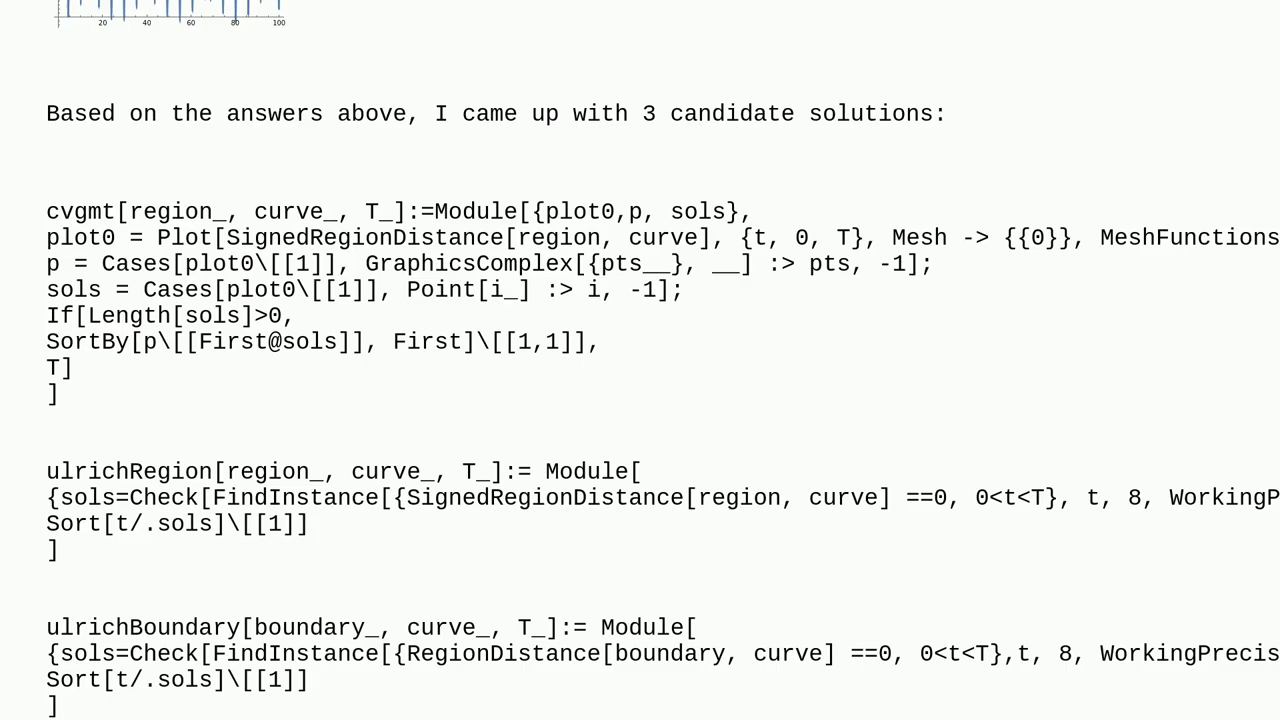 20 40 60 80 100
Based on the answers above, I came up with 3 candidate solutions:
cvgmt[region_, curve_, T_]:=Module[{plot0,p, sols},
plot0 = Plot[SignedRegionDistance[region, curve], {t, 0, T}, Mesh -> {{0}}, MeshFunctions
p = Cases[plot0\[[1]], GraphicsComplex[{pts__}, __] :> pts, -1];
sols = Cases[plot0\[[1]], Point[i_] :> i, -1];
If[Length[sols]>0,
SortBy[p\[[First@sols]], First]\[[1,1]],
T]
]
ulrichRegion[region_, curve_, T_]:= Module[
{sols=Check[FindInstance[{SignedRegionDistance[region, curve] ==0, 0<t<T}, t, 8, WorkingP
Sort[t/.sols]\[[1]]
]
ulrichBoundary[boundary_, curve_, T_]:= Module[
{sols=Check[FindInstance[{RegionDistance[boundary, curve] ==0, 0<t<T},t, 8, WorkingPrecis
Sort[t/.sols]\[[1]]
]